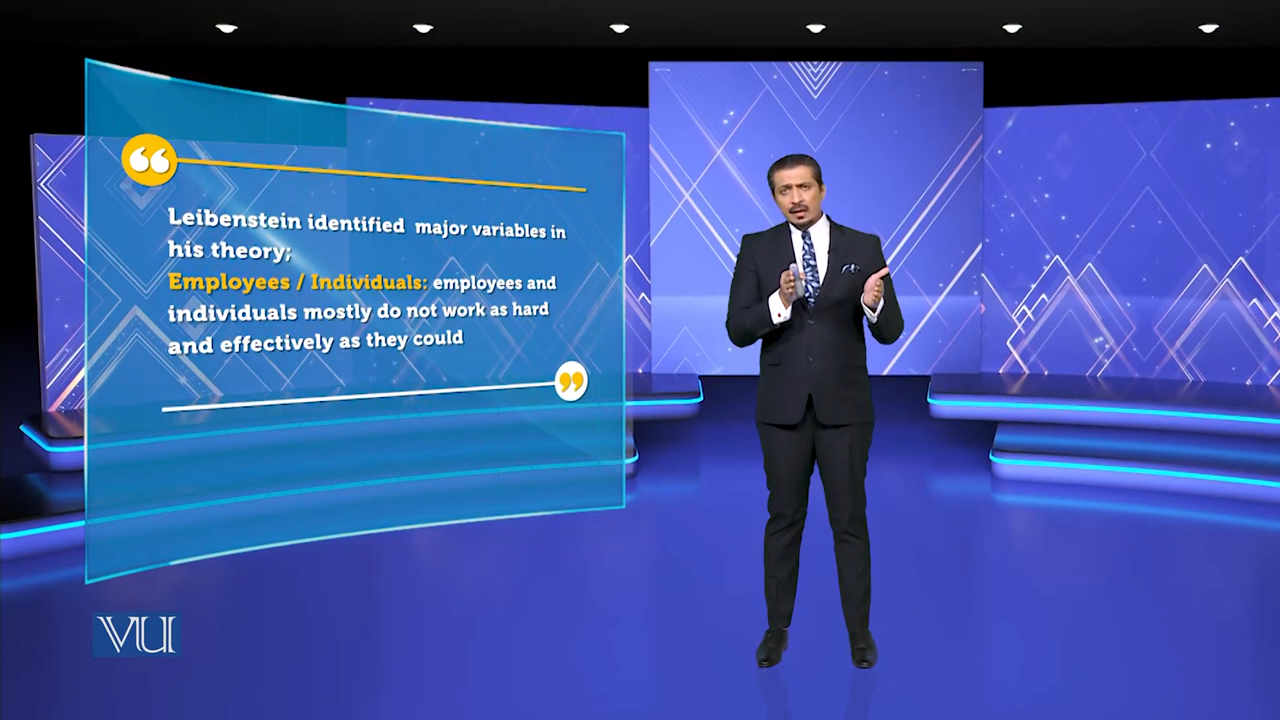 Leibenstein identified major variables in
his theory;
Employees / Individuals: employees and
individuals mostly do not work as hard
and effectively as they could
VU